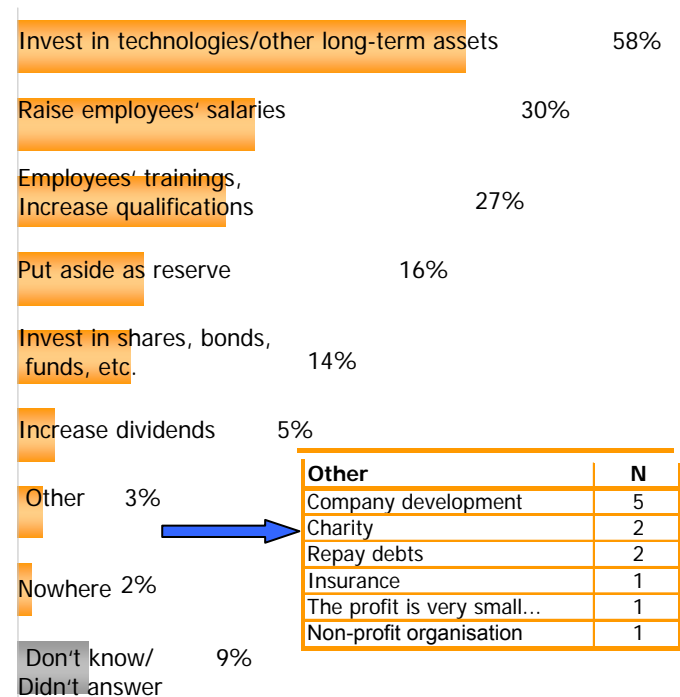 Invest in technologies/other long-term assets 58%
Raise employees' salaries 30%
Employees' trainings,
Increase qualifications 27%
Put aside as reserve 16%
Invest in shares, bonds,
funds, etc. 14%
Increase dividends 5%
Other 3%
Other N
Company development 5
Charity 2
Repay debts 2
Insurance 1
The profit is very small... 1
Non-profit organisation 1
Nowhere 2%
Don't know/ 9%
Didn't answer